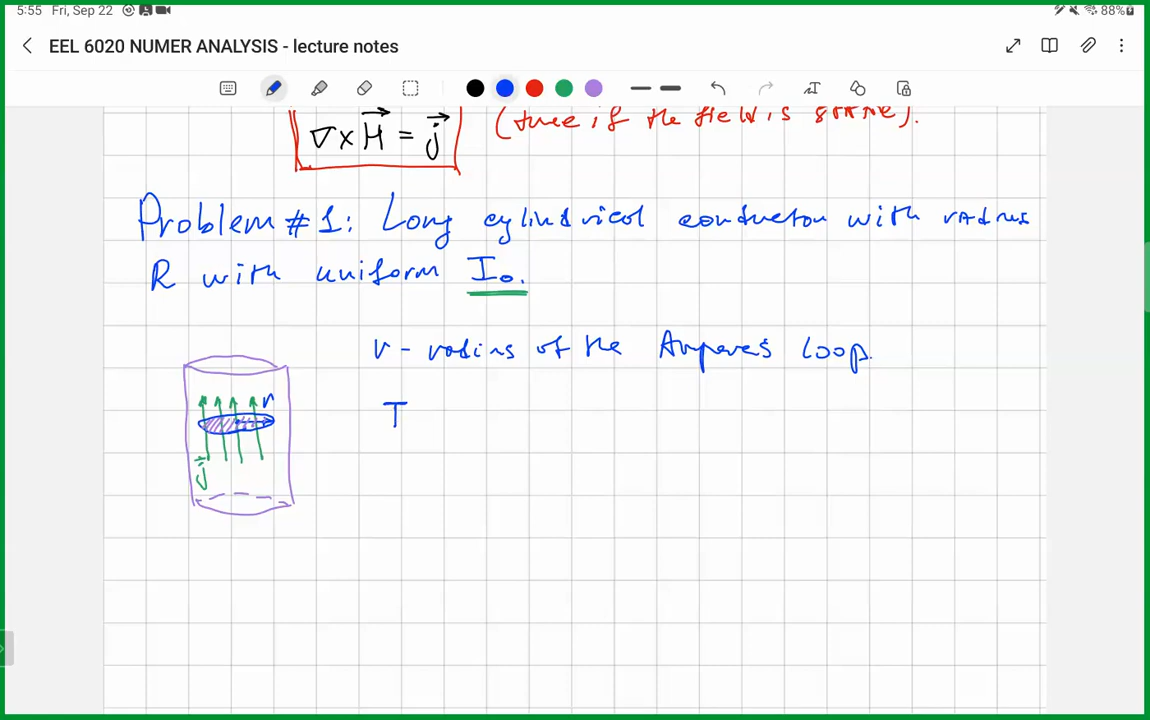 5:55 Fri, Sep 22 88%
EEL 6020 NUMER ANALYSIS - lecture notes
∇×H⃗ = j⃗ (true if the field is static).
Problem #1: Long cylindrical conductor with radius
R with uniform I₀.
r - radius of the Ampere's loop.
r
I
j⃗